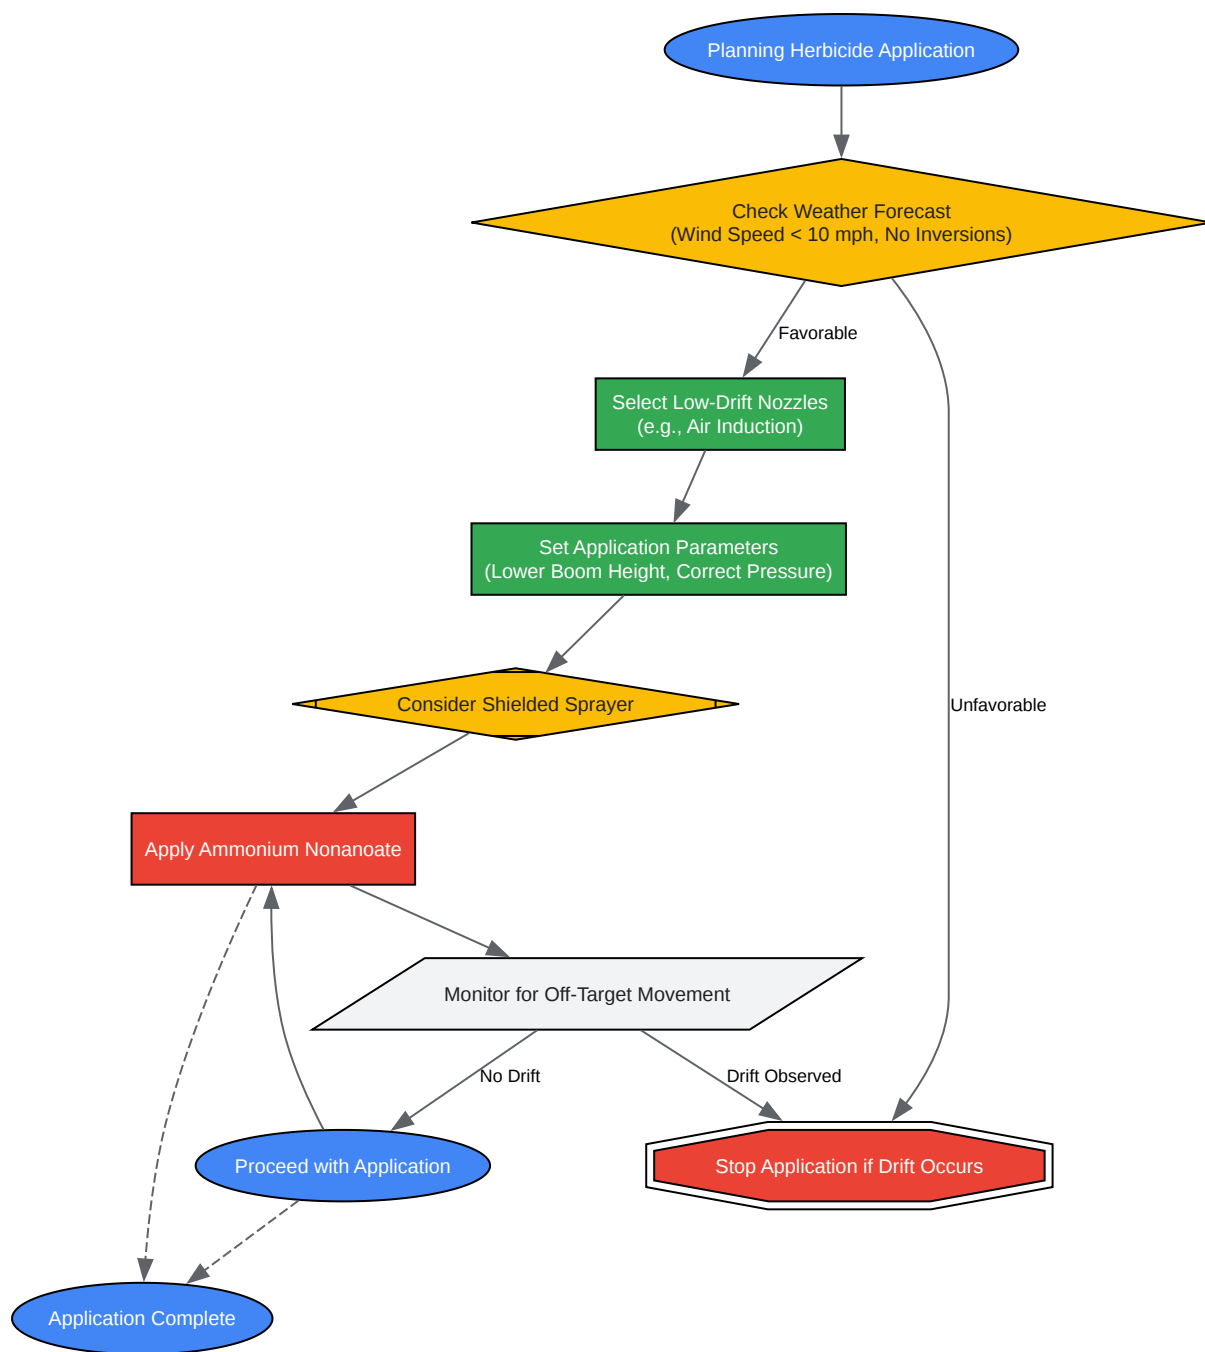 Planning Herbicide Application
Check Weather Forecast
(Wind Speed < 10 mph, No Inversions)
Favorable
Select Low-Drift Nozzles
(e.g., Air Induction)
Set Application Parameters
(Lower Boom Height, Correct Pressure)
Consider Shielded Sprayer
Unfavorable
Apply Ammonium Nonanoate
Monitor for Off-Target Movement
No Drift
Drift Observed
Proceed with Application
Stop Application if Drift Occurs
Application Complete